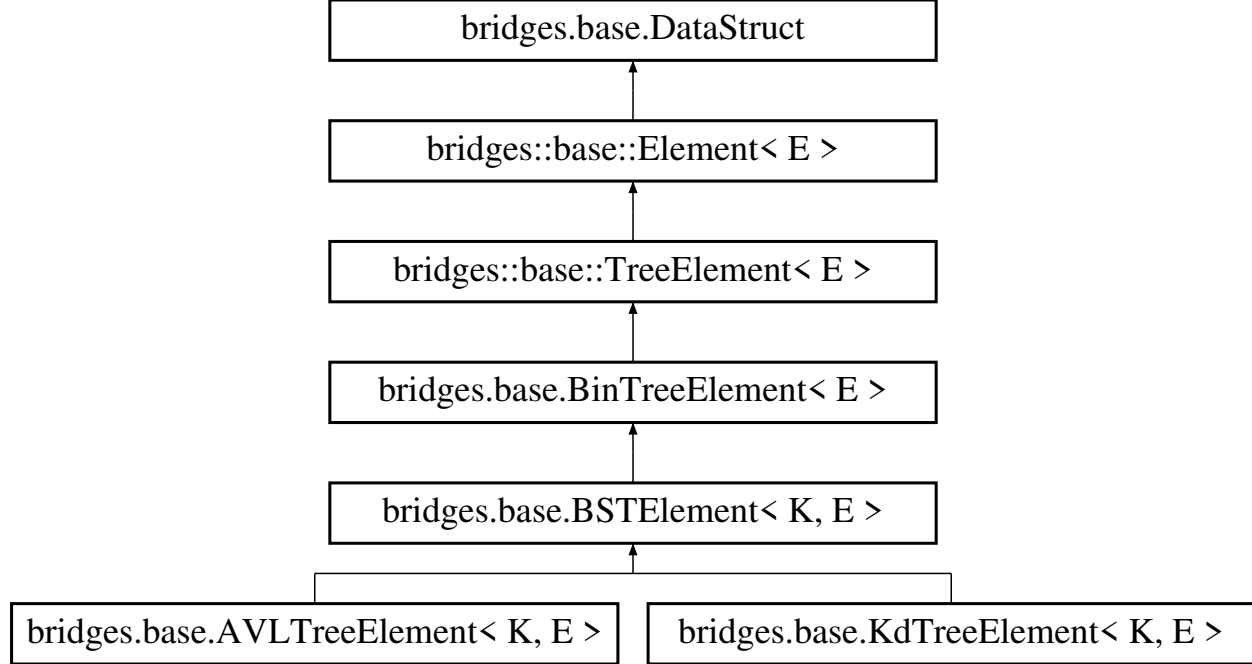 bridges.base.DataStruct
bridges::base::Element< E >
bridges::base::TreeElement< E >
bridges.base.BinTreeElement< E >
bridges.base.BSTElement< K, E >
bridges.base.AVLTreeElement< K, E >
bridges.base.KdTreeElement< K, E >